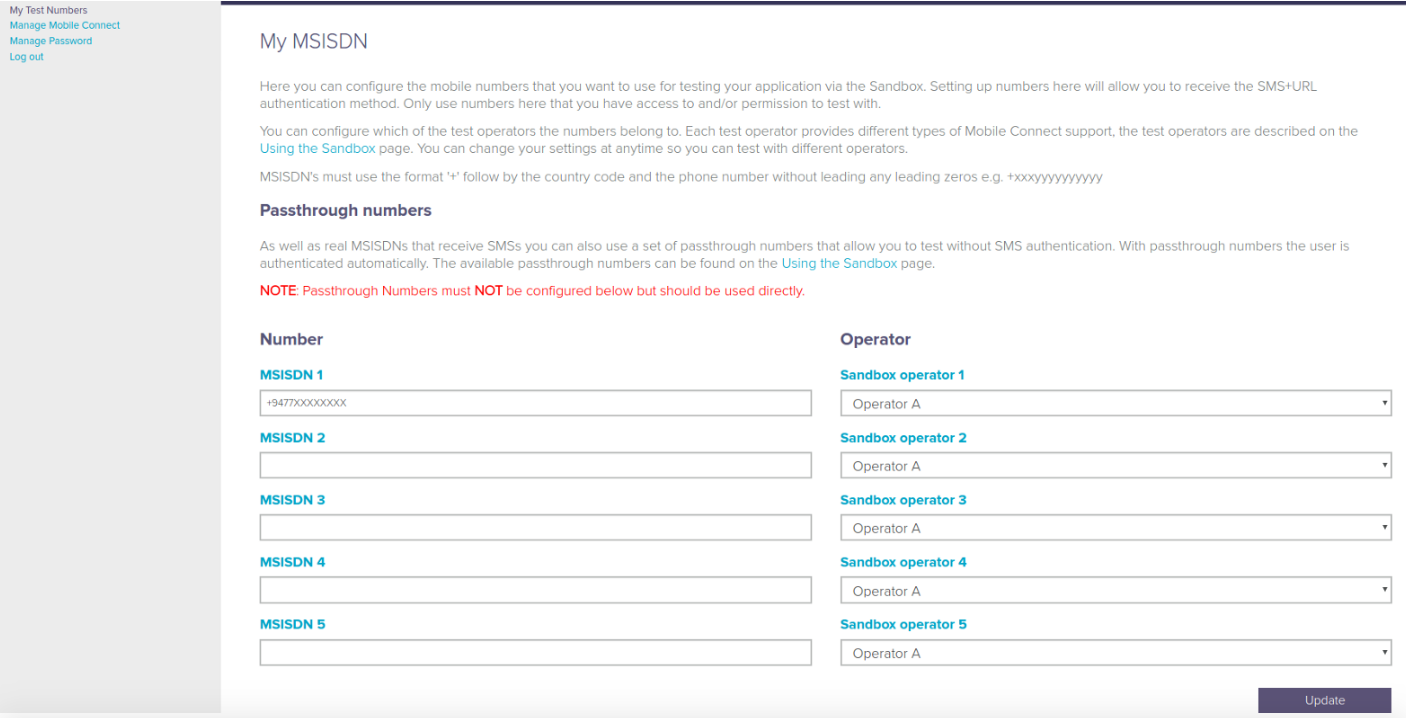 My Test Numbers
Manage Mobile Connect
Manage Password
Log out
My MSISDN
Here you can configure the mobile numbers that you want to use for testing your application via the Sandbox. Setting up numbers here will allow you to receive the SMS+URL
authentication method. Only use numbers here that you have access to and/or permission to test with.
You can configure which of the test operators the numbers belong to. Each test operator provides different types of Mobile Connect support, the test operators are described on the
Using the Sandbox page. You can change your settings at anytime so you can test with different operators.
MSISDN's must use the format '+' follow by the country code and the phone number without leading any leading zeros e.g. +xxxyyyyyyyyyy
Passthrough numbers
As well as real MSISDNs that receive SMSs you can also use a set of passthrough numbers that allow you to test without SMS authentication. With passthrough numbers the user is
authenticated automatically. The available passthrough numbers can be found on the Using the Sandbox page.
NOTE: Passthrough Numbers must NOT be configured below but should be used directly.
Number Operator
MSISDN 1 Sandbox operator 1
+9477XXXXXXXX Operator A
MSISDN 2 Sandbox operator 2
Operator A
MSISDN 3 Sandbox operator 3
Operator A
MSISDN 4 Sandbox operator 4
Operator A
MSISDN 5 Sandbox operator 5
Operator A
Update